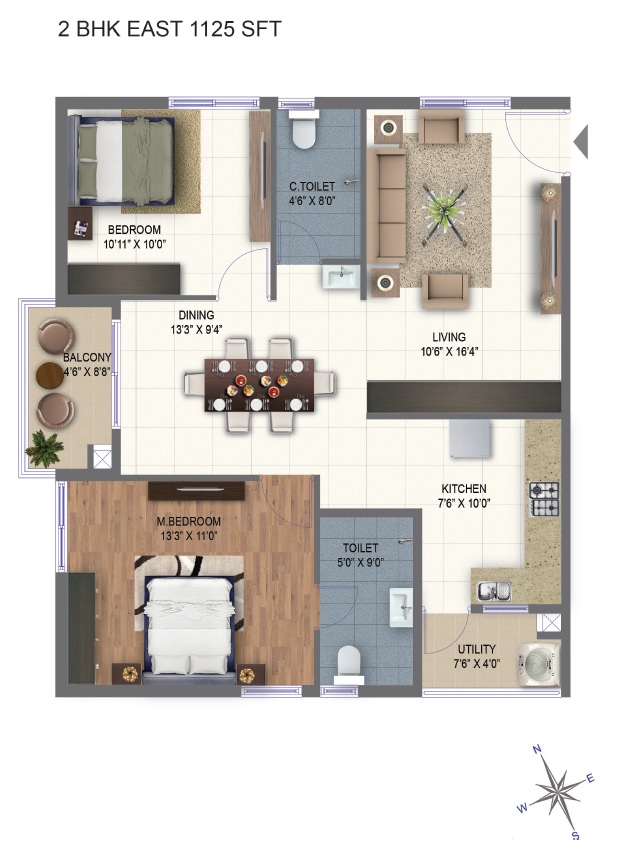 2 BHK EAST 1125 SFT
C.TOILET
4'6" X 8'0"
BEDROOM
10'11" X 10'0"
DINING
13'3" X 9'4"
LIVING
10'6" X 16'4"
BALCONY
4'6" X 8'8"
KITCHEN
7'6" X 10'0"
M.BEDROOM
13'3" X 11'0"
TOILET
5'0" X 9'0"
UTILITY
7'6" X 4'0"
N
E
W
S